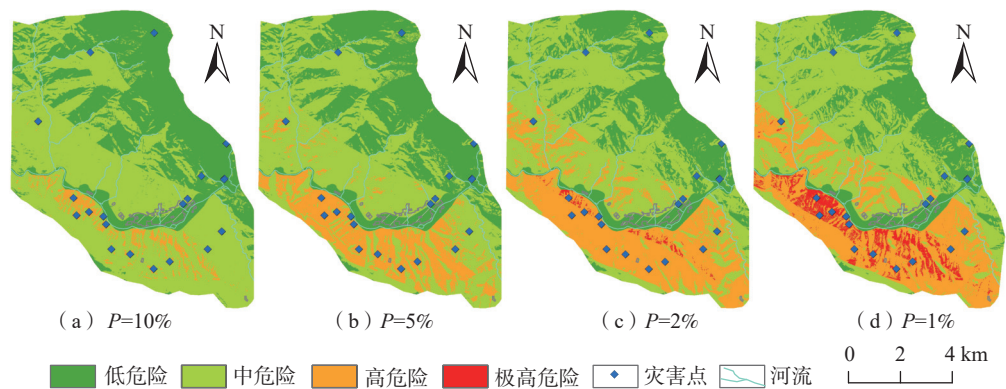 N N N N
（a） P=10% （b） P=5% （c） P=2% （d） P=1%
低危险 中危险 高危险 极高危险 灾害点 河流
0 2 4 km